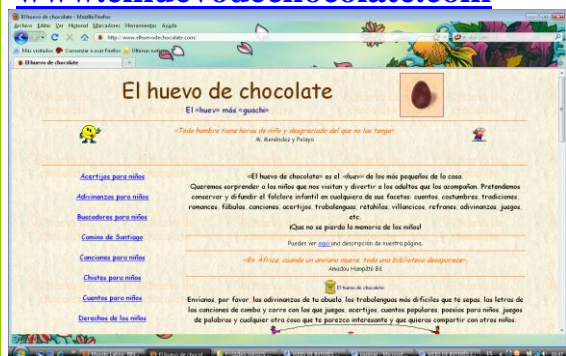 www.elhuevodechocolate.com
El huevo de chocolate - Mozilla Firefox
Archivo Editar Ver Historial Marcadores Herramientas Ayuda
http://www.elhuevodechocolate.com/
Más visitados Comenzar a usar Firefox Últimas
El huevo de chocolate
El huevo de chocolate
El «huev» más «guachi»
«Todo hombre tiene horas de niño y desgraciado del que no las tenga»
M. Menéndez y Pelayo
Acertijos para niños
Adivinanzas para niños
Buscadores para niños
Camino de Santiago
Canciones para niños
Chistes para niños
Cuentos para niños
Derechos de los niños
«El huevo de chocolate» es el «huev» de los más pequeños de la casa.
Queremos sorprender a los niños que nos visitan y divertir a los adultos que los acompañan. Pretendemos
conservar y difundir el folclore infantil en cualquiera de sus facetas: cuentos, costumbres, tradiciones,
romances, fábulas, canciones, acertijos, trabalenguas, retahílas, villancicos, refranes, adivinanzas, juegos,
etc.
¡Que no se pierda la memoria de los niños!
Puedes ver aquí una descripción de nuestra página.
«En África, cuando un anciano muere, toda una biblioteca desaparece»
Amadou Hampâté Bâ
El huevo de chocolate
Envíanos, por favor, las adivinanzas de tu abuela, los trabalenguas más difíciles que te sepas, las letras de
las canciones de comba y corro con las que juegas, acertijos, cuentos populares, poesías para niños, juegos
de palabras y cualquier otra cosa que te parezca interesante y que quieras compartir con otros niños.